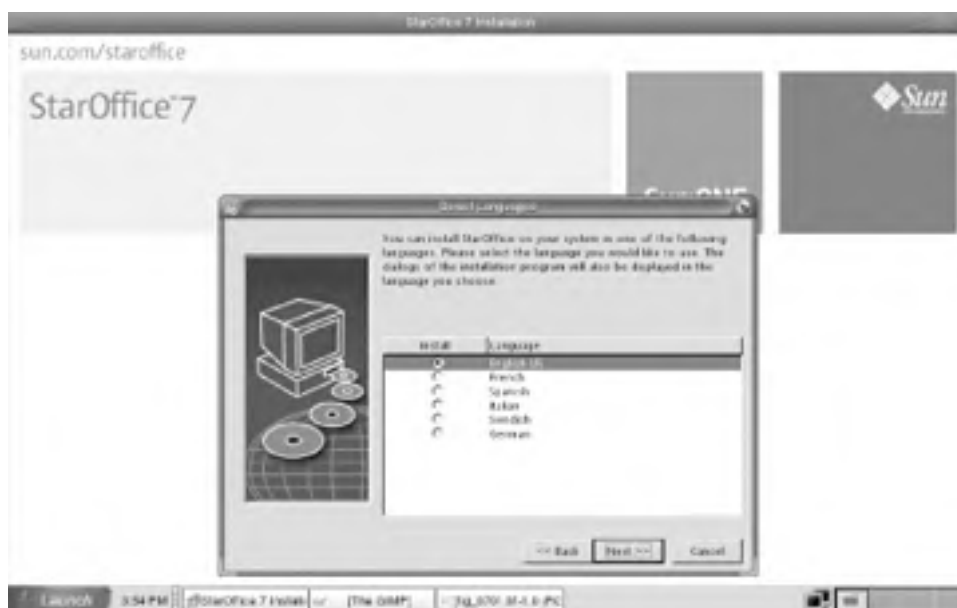 StarOffice 7 Installation
sun.com/staroffice
StarOffice™7
Sun
Select Languages
You can install StarOffice on your system in one of the following
languages. Please select the language you would like to use. The
dialogs of the installation program will also be displayed in the
language you choose
Install Language
English US
French
Spanish
Italian
Swedish
German
<< Back Next >> Cancel
Launch 3:54 PM StarOffice 7 Install [The GIMP]